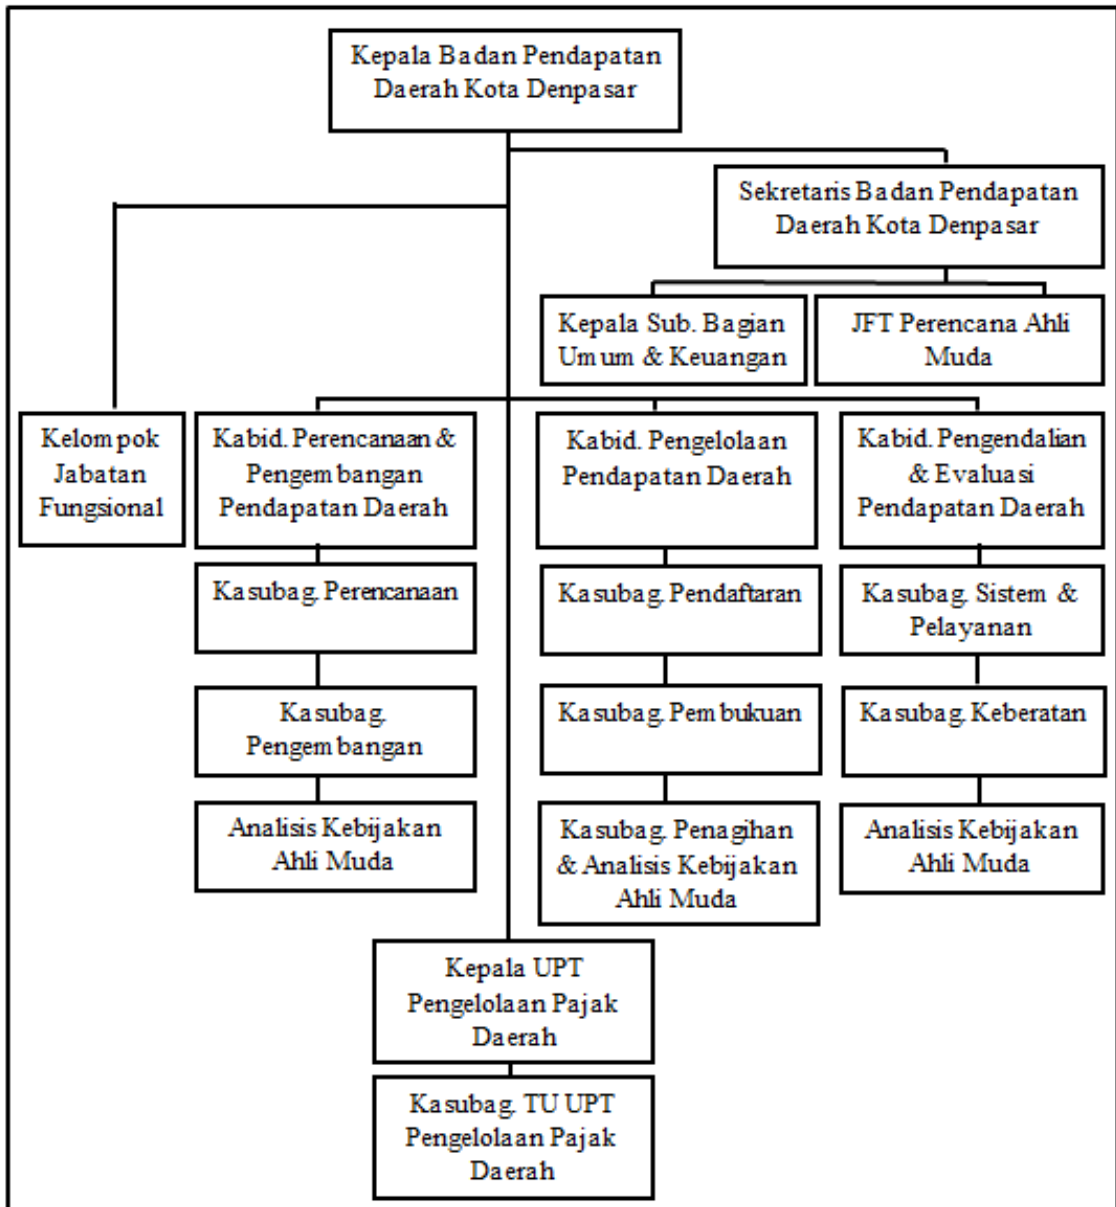 Kepala Badan Pendapatan
Daerah Kota Denpasar
Sekretaris Badan Pendapatan
Daerah Kota Denpasar
Kepala Sub. Bagian
Umum & Keuangan
JFT Perencana Ahli
Muda
Kelompok
Jabatan
Fungsional
Kabid. Perencanaan &
Pengembangan
Pendapatan Daerah
Kabid. Pengelolaan
Pendapatan Daerah
Kabid. Pengendalian
& Evaluasi
Pendapatan Daerah
Kasubag. Perencanaan
Kasubag. Pendaftaran
Kasubag. Sistem &
Pelayanan
Kasubag.
Pengembangan
Kasubag. Pembukuan
Kasubag. Keberatan
Analisis Kebijakan
Ahli Muda
Kasubag. Penagihan
& Analisis Kebijakan
Ahli Muda
Analisis Kebijakan
Ahli Muda
Kepala UPT
Pengelolaan Pajak
Daerah
Kasubag. TU UPT
Pengelolaan Pajak
Daerah